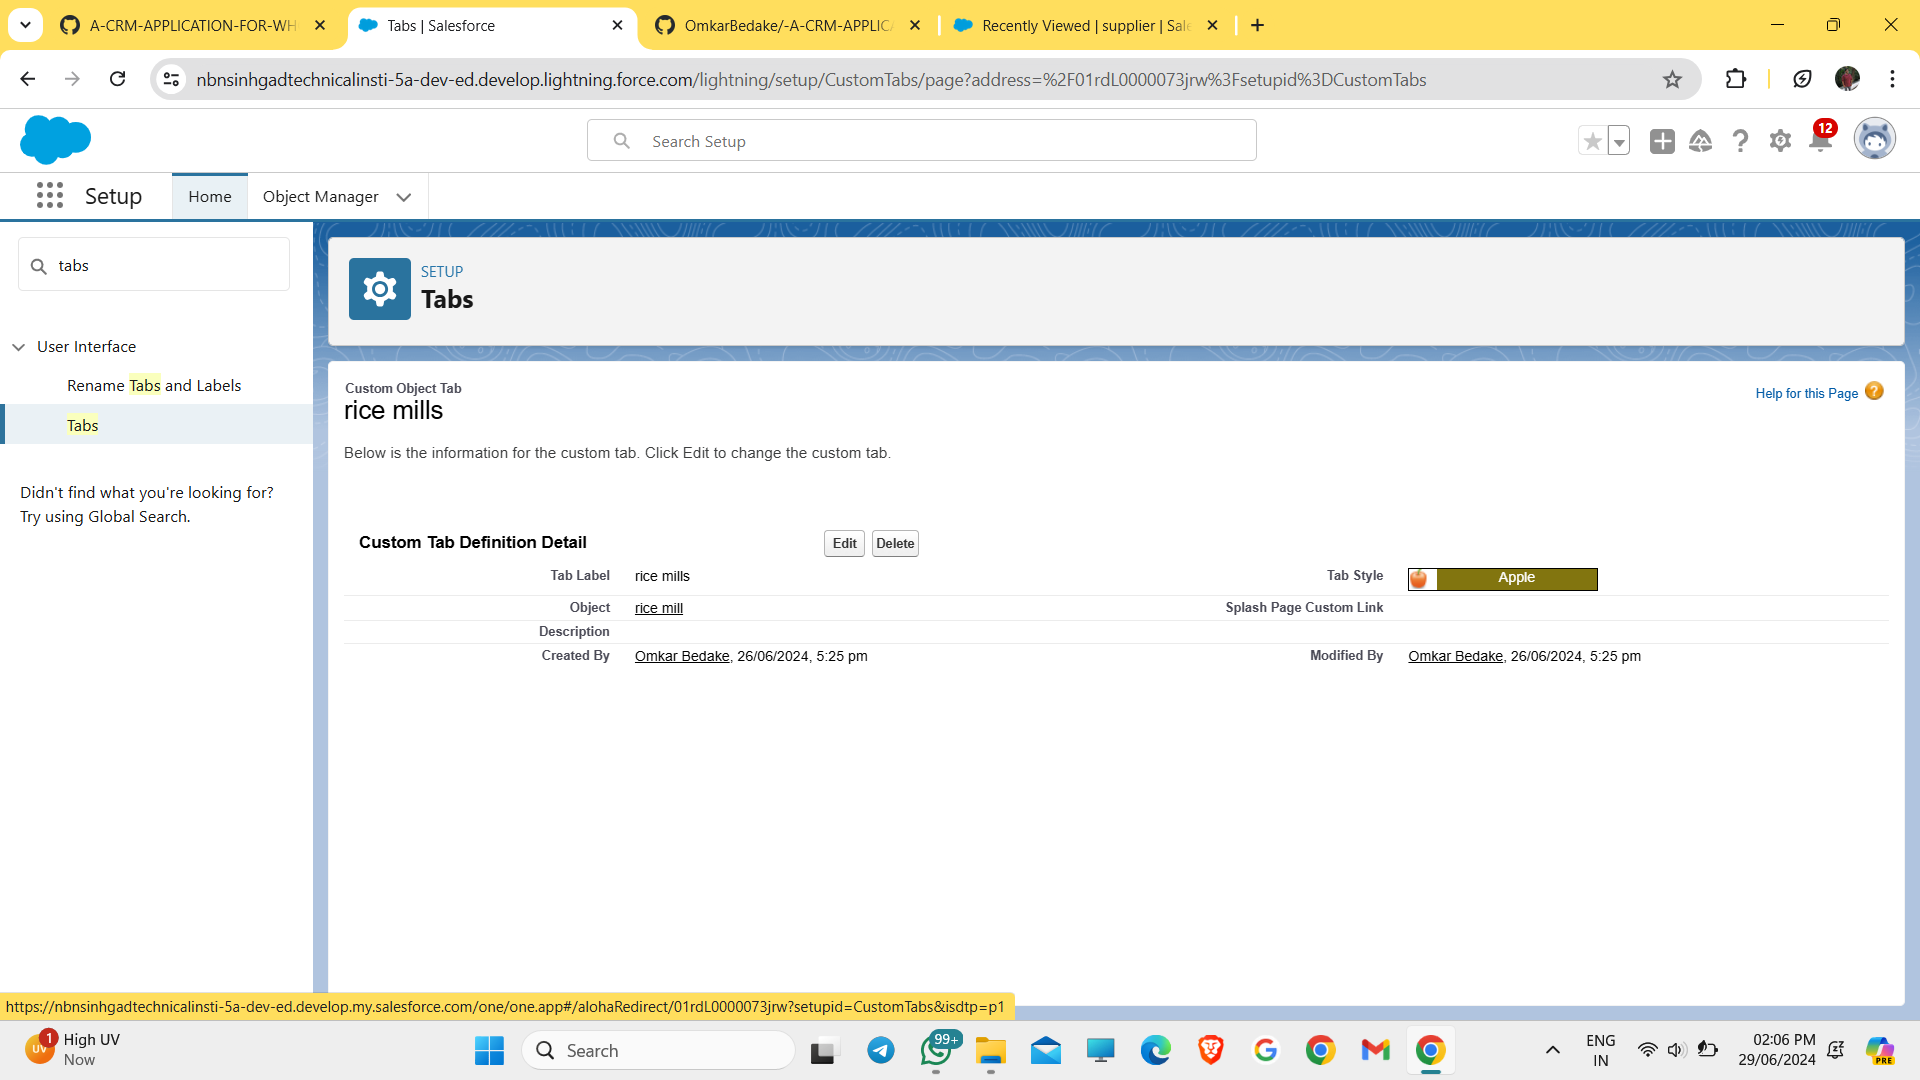 A-CRM-APPLICATION-FOR-WH
Tabs | Salesforce
OmkarBedake/-A-CRM-APPLICA
Recently Viewed | supplier | Sale
nbnsinhgadtechnicalinsti-5a-dev-ed.develop.lightning.force.com/lightning/setup/CustomTabs/page?address=%2F01rdL0000073jrw%3Fsetupid%3DCustomTabs
Search Setup
12
Setup
Home
Object Manager
tabs
SETUP
Tabs
User Interface
Rename Tabs and Labels
Tabs
Didn't find what you're looking for?
Try using Global Search.
Custom Object Tab
rice mills
Help for this Page
Below is the information for the custom tab. Click Edit to change the custom tab.
Custom Tab Definition Detail
Edit
Delete
Tab Label rice mills
Tab Style Apple
Object rice mill
Splash Page Custom Link
Description
Created By Omkar Bedake, 26/06/2024, 5:25 pm
Modified By Omkar Bedake, 26/06/2024, 5:25 pm
https://nbnsinhgadtechnicalinsti-5a-dev-ed.develop.my.salesforce.com/one/one.app#/alohaRedirect/01rdL0000073jrw?setupid=CustomTabs&isdtp=p1
1
UV
High UV
Now
Search
99+
ENG
IN
02:06 PM
29/06/2024
PRE